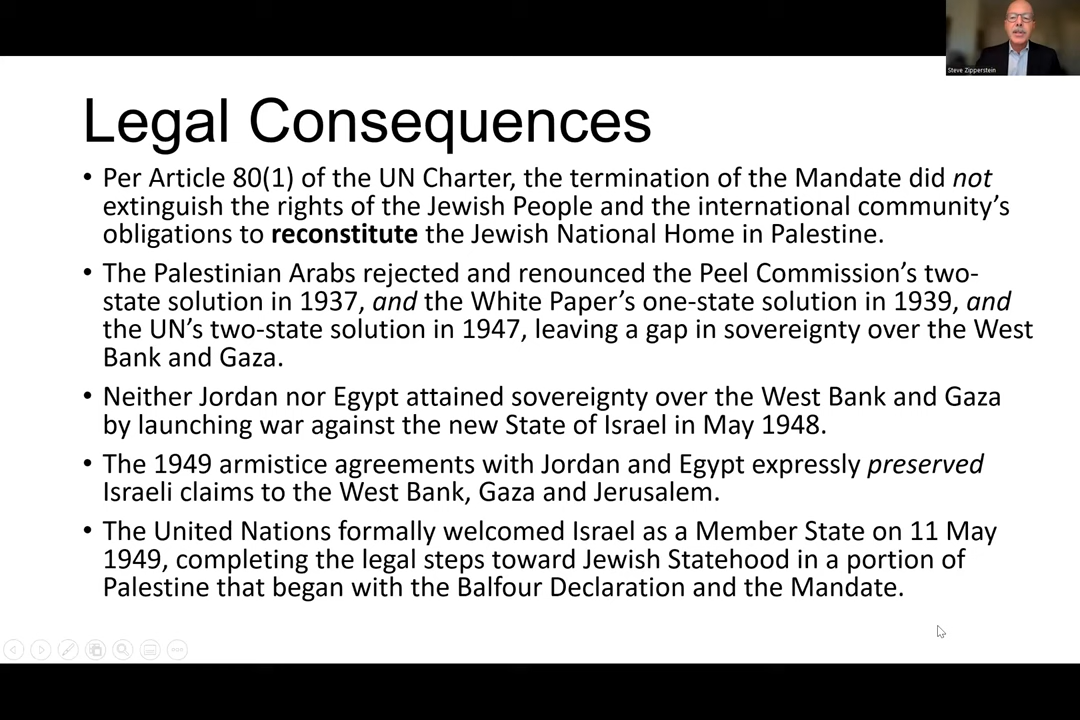 Steve Zipperstein
Legal Consequences
• Per Article 80(1) of the UN Charter, the termination of the Mandate did not
extinguish the rights of the Jewish People and the international community’s
obligations to reconstitute the Jewish National Home in Palestine.
• The Palestinian Arabs rejected and renounced the Peel Commission’s two-
state solution in 1937, and the White Paper’s one-state solution in 1939, and
the UN’s two-state solution in 1947, leaving a gap in sovereignty over the West
Bank and Gaza.
• Neither Jordan nor Egypt attained sovereignty over the West Bank and Gaza
by launching war against the new State of Israel in May 1948.
• The 1949 armistice agreements with Jordan and Egypt expressly preserved
Israeli claims to the West Bank, Gaza and Jerusalem.
• The United Nations formally welcomed Israel as a Member State on 11 May
1949, completing the legal steps toward Jewish Statehood in a portion of
Palestine that began with the Balfour Declaration and the Mandate.